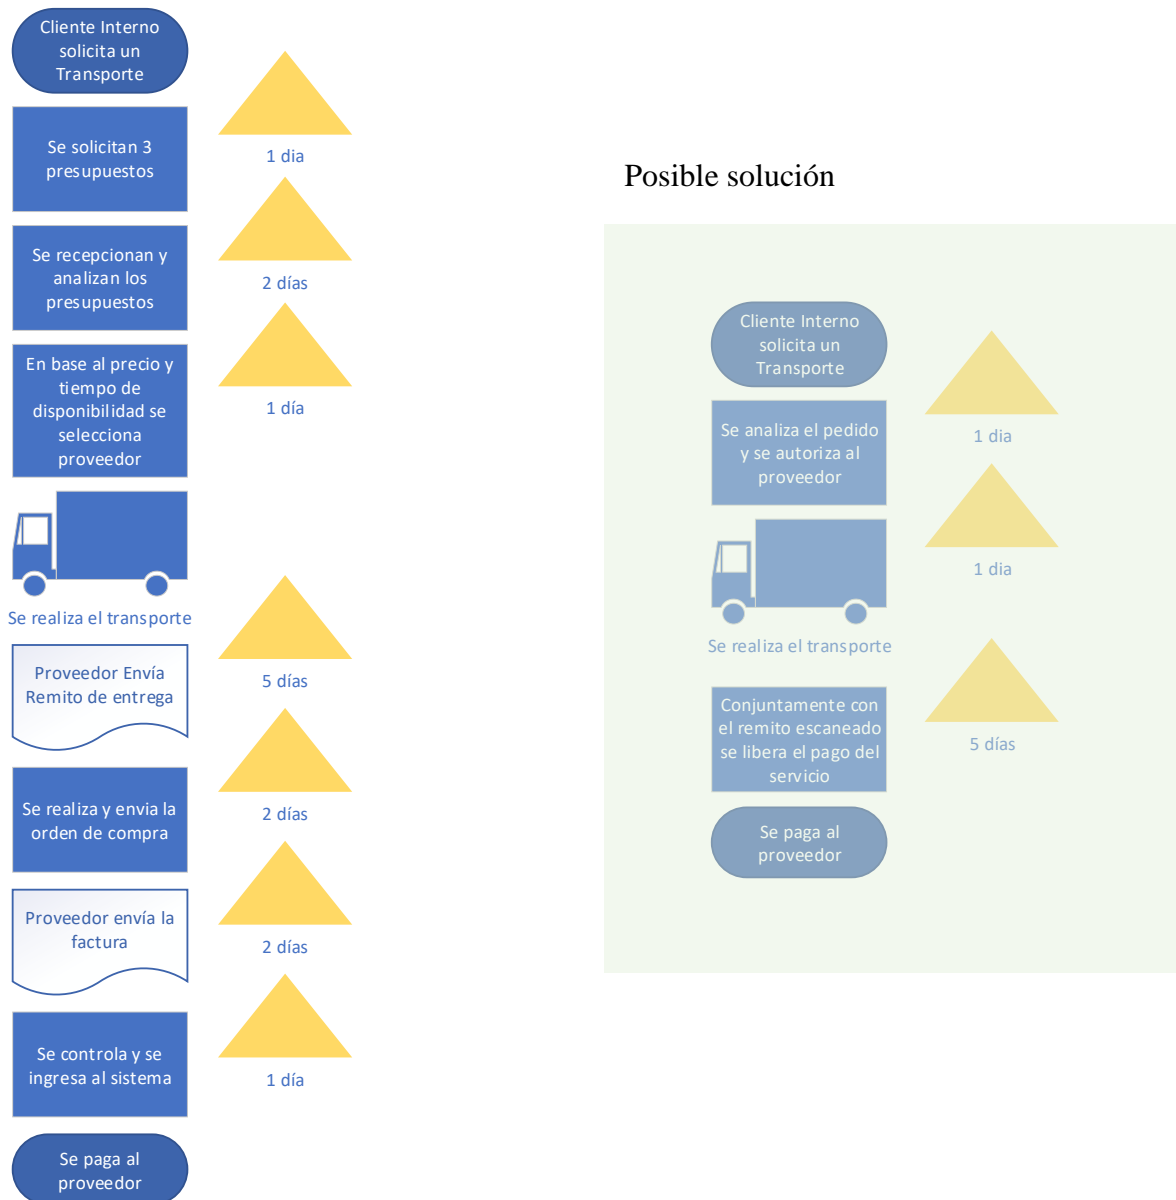 Cliente Interno
solicita un
Transporte
Se solicitan 3
presupuestos
1 dia
Se recepcionan y
analizan los
presupuestos
2 días
En base al precio y
tiempo de
disponibilidad se
selecciona
proveedor
1 día
Se realiza el transporte
Proveedor Envía
Remito de entrega
5 días
Se realiza y envia la
orden de compra
2 días
Proveedor envía la
factura
2 días
Se controla y se
ingresa al sistema
1 día
Se paga al
proveedor
Posible solución
Cliente Interno
solicita un
Transporte
Se analiza el pedido
y se autoriza al
proveedor
1 dia
1 dia
Se realiza el transporte
Conjuntamente con
el remito escaneado
se libera el pago del
servicio
5 días
Se paga al
proveedor